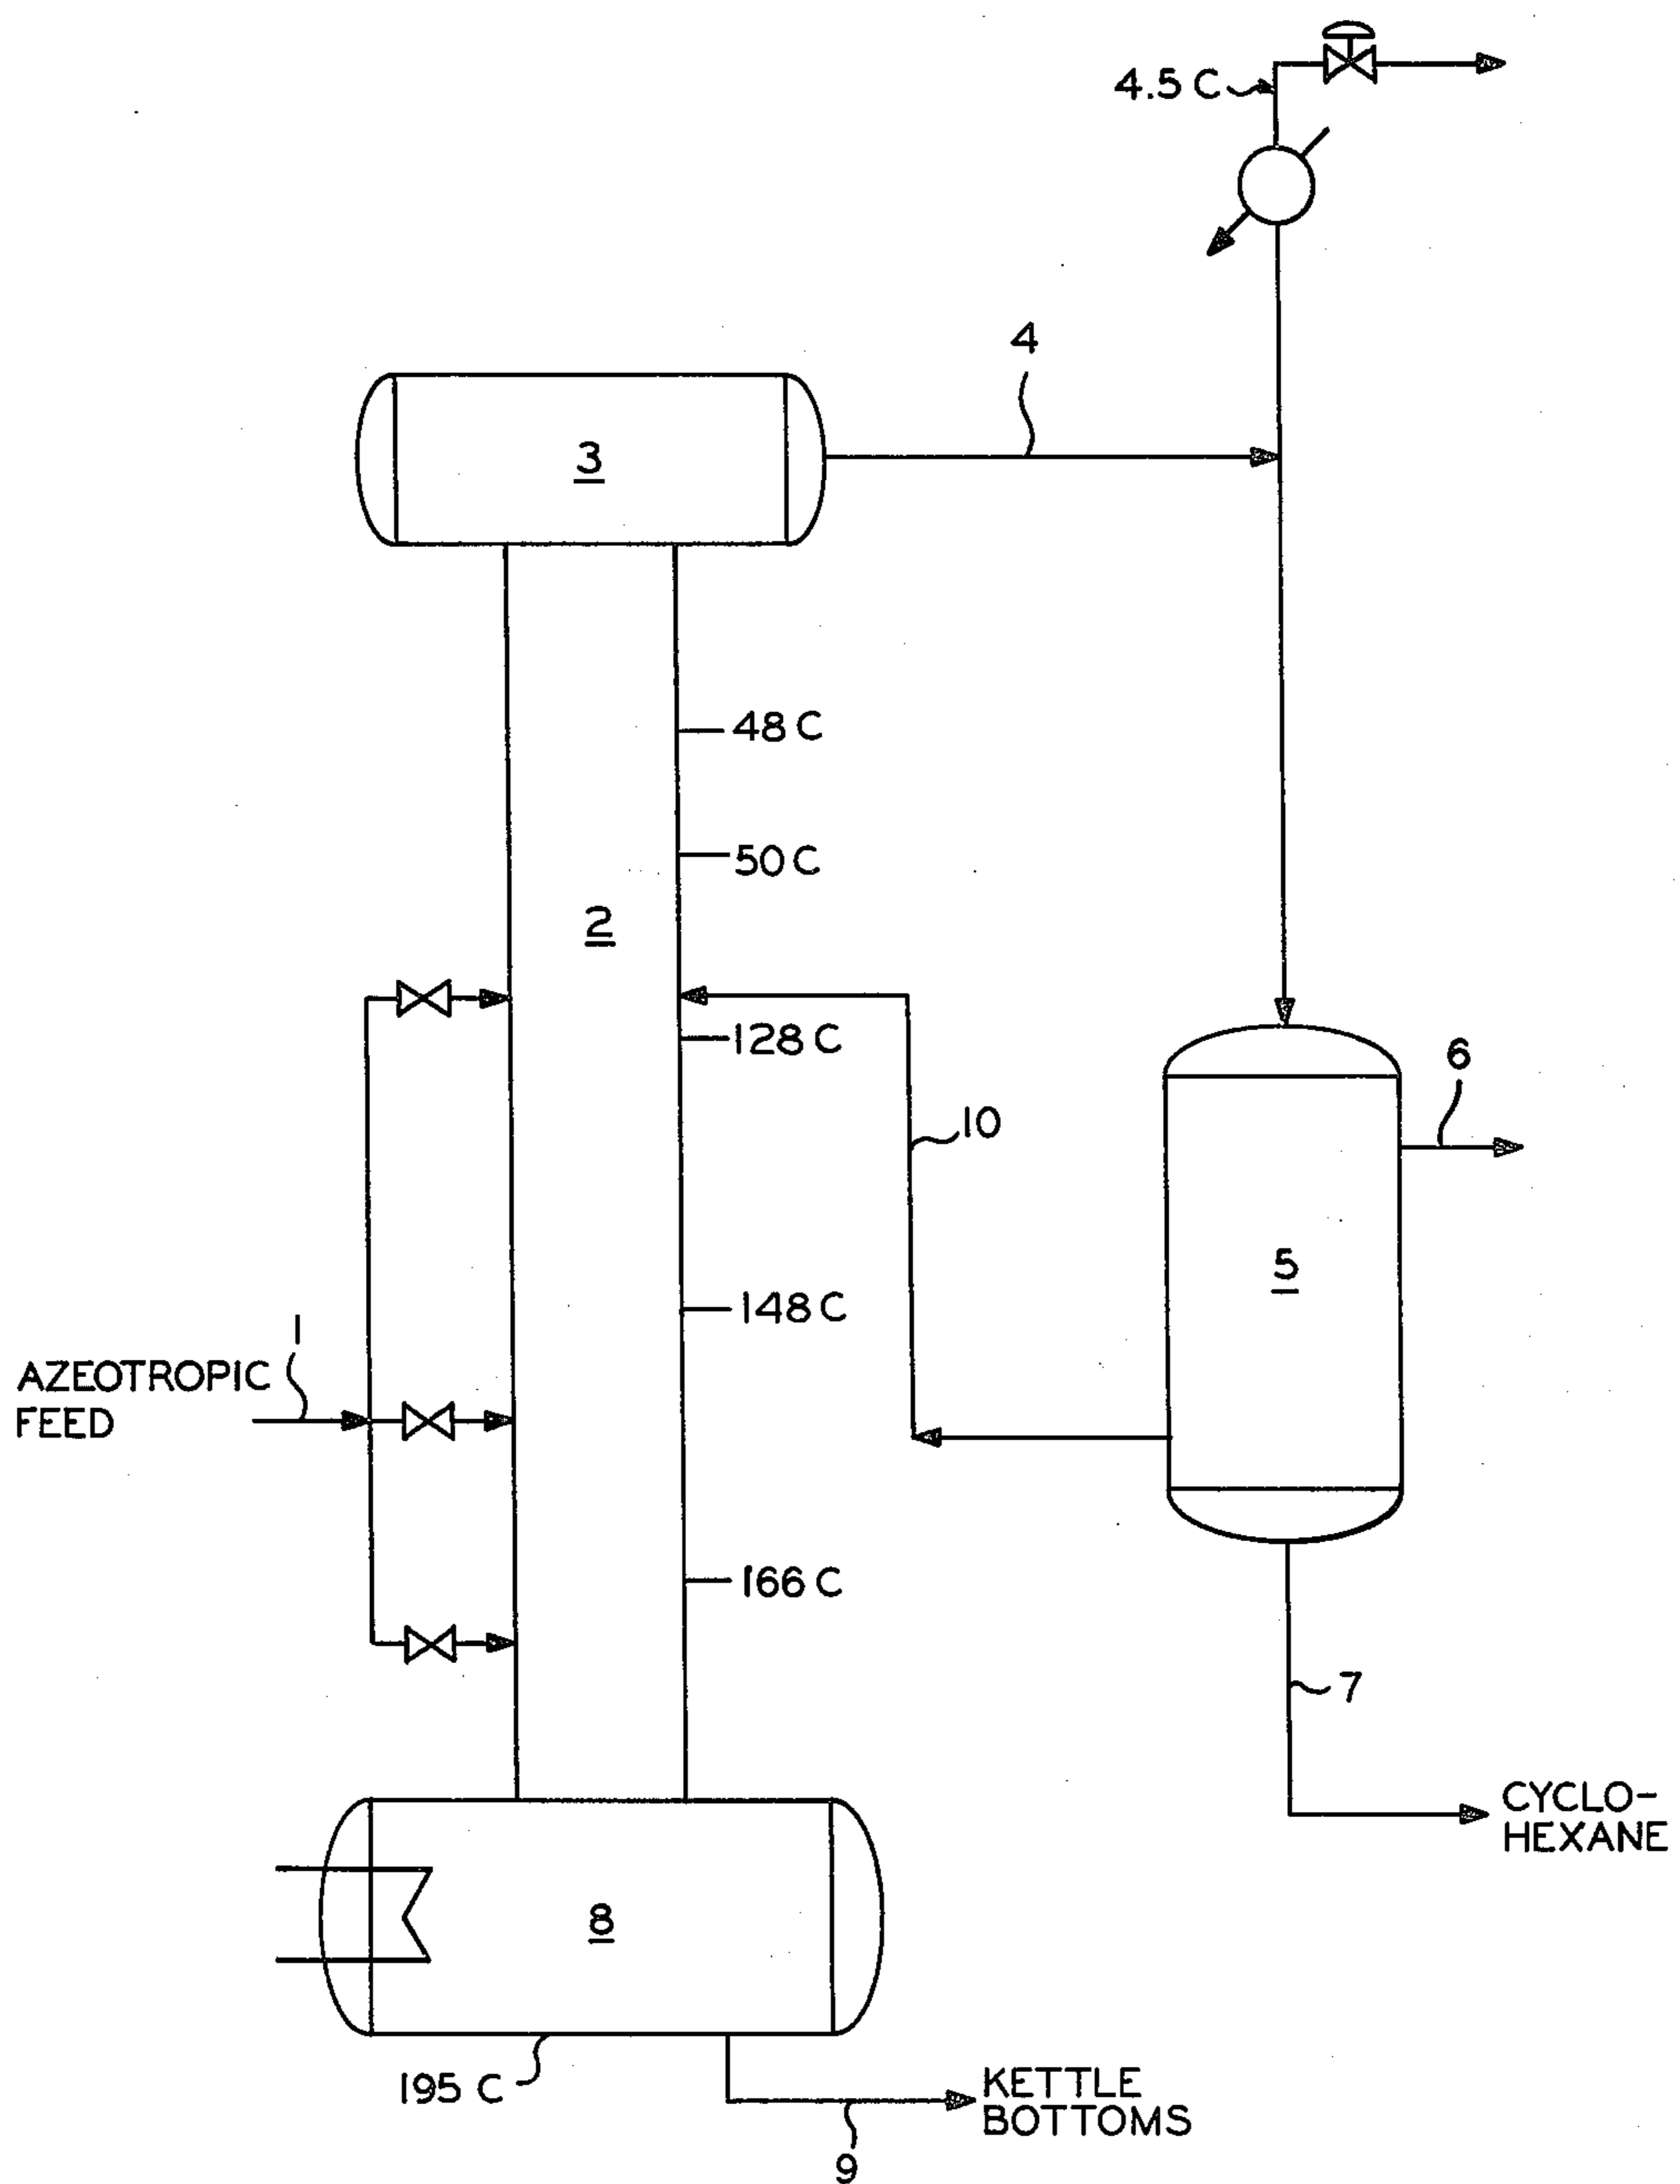 4.5 C
4
3
48 C
50 C
2
128 C
6
10
5
148 C
1
AZEOTROPIC
FEED
166 C
7
CYCLO-
HEXANE
8
195 C
KETTLE
BOTTOMS
9